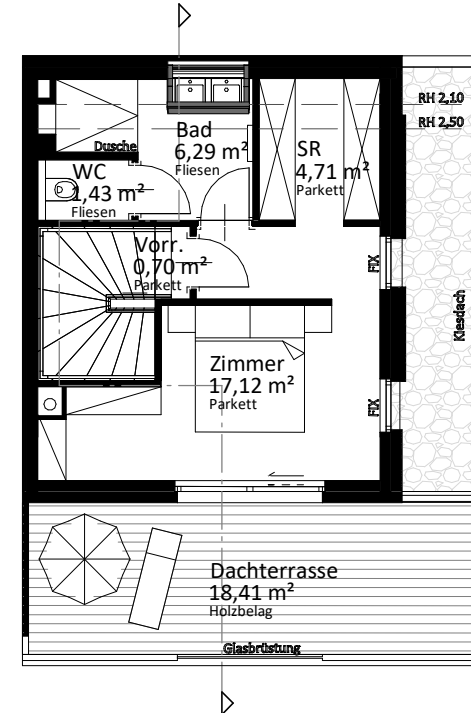 RH 2,10
RH 2,50
Dusche
Bad
6,29 m²
Fliesen
SR
4,71 m²
Parkett
WC
1,43 m²
Fliesen
Vorr.
0,70 m²
Parkett
FIX
Kiesdach
Zimmer
17,12 m²
Parkett
FIX
Dachterrasse
18,41 m²
Holzbelag
Glasbrüstung